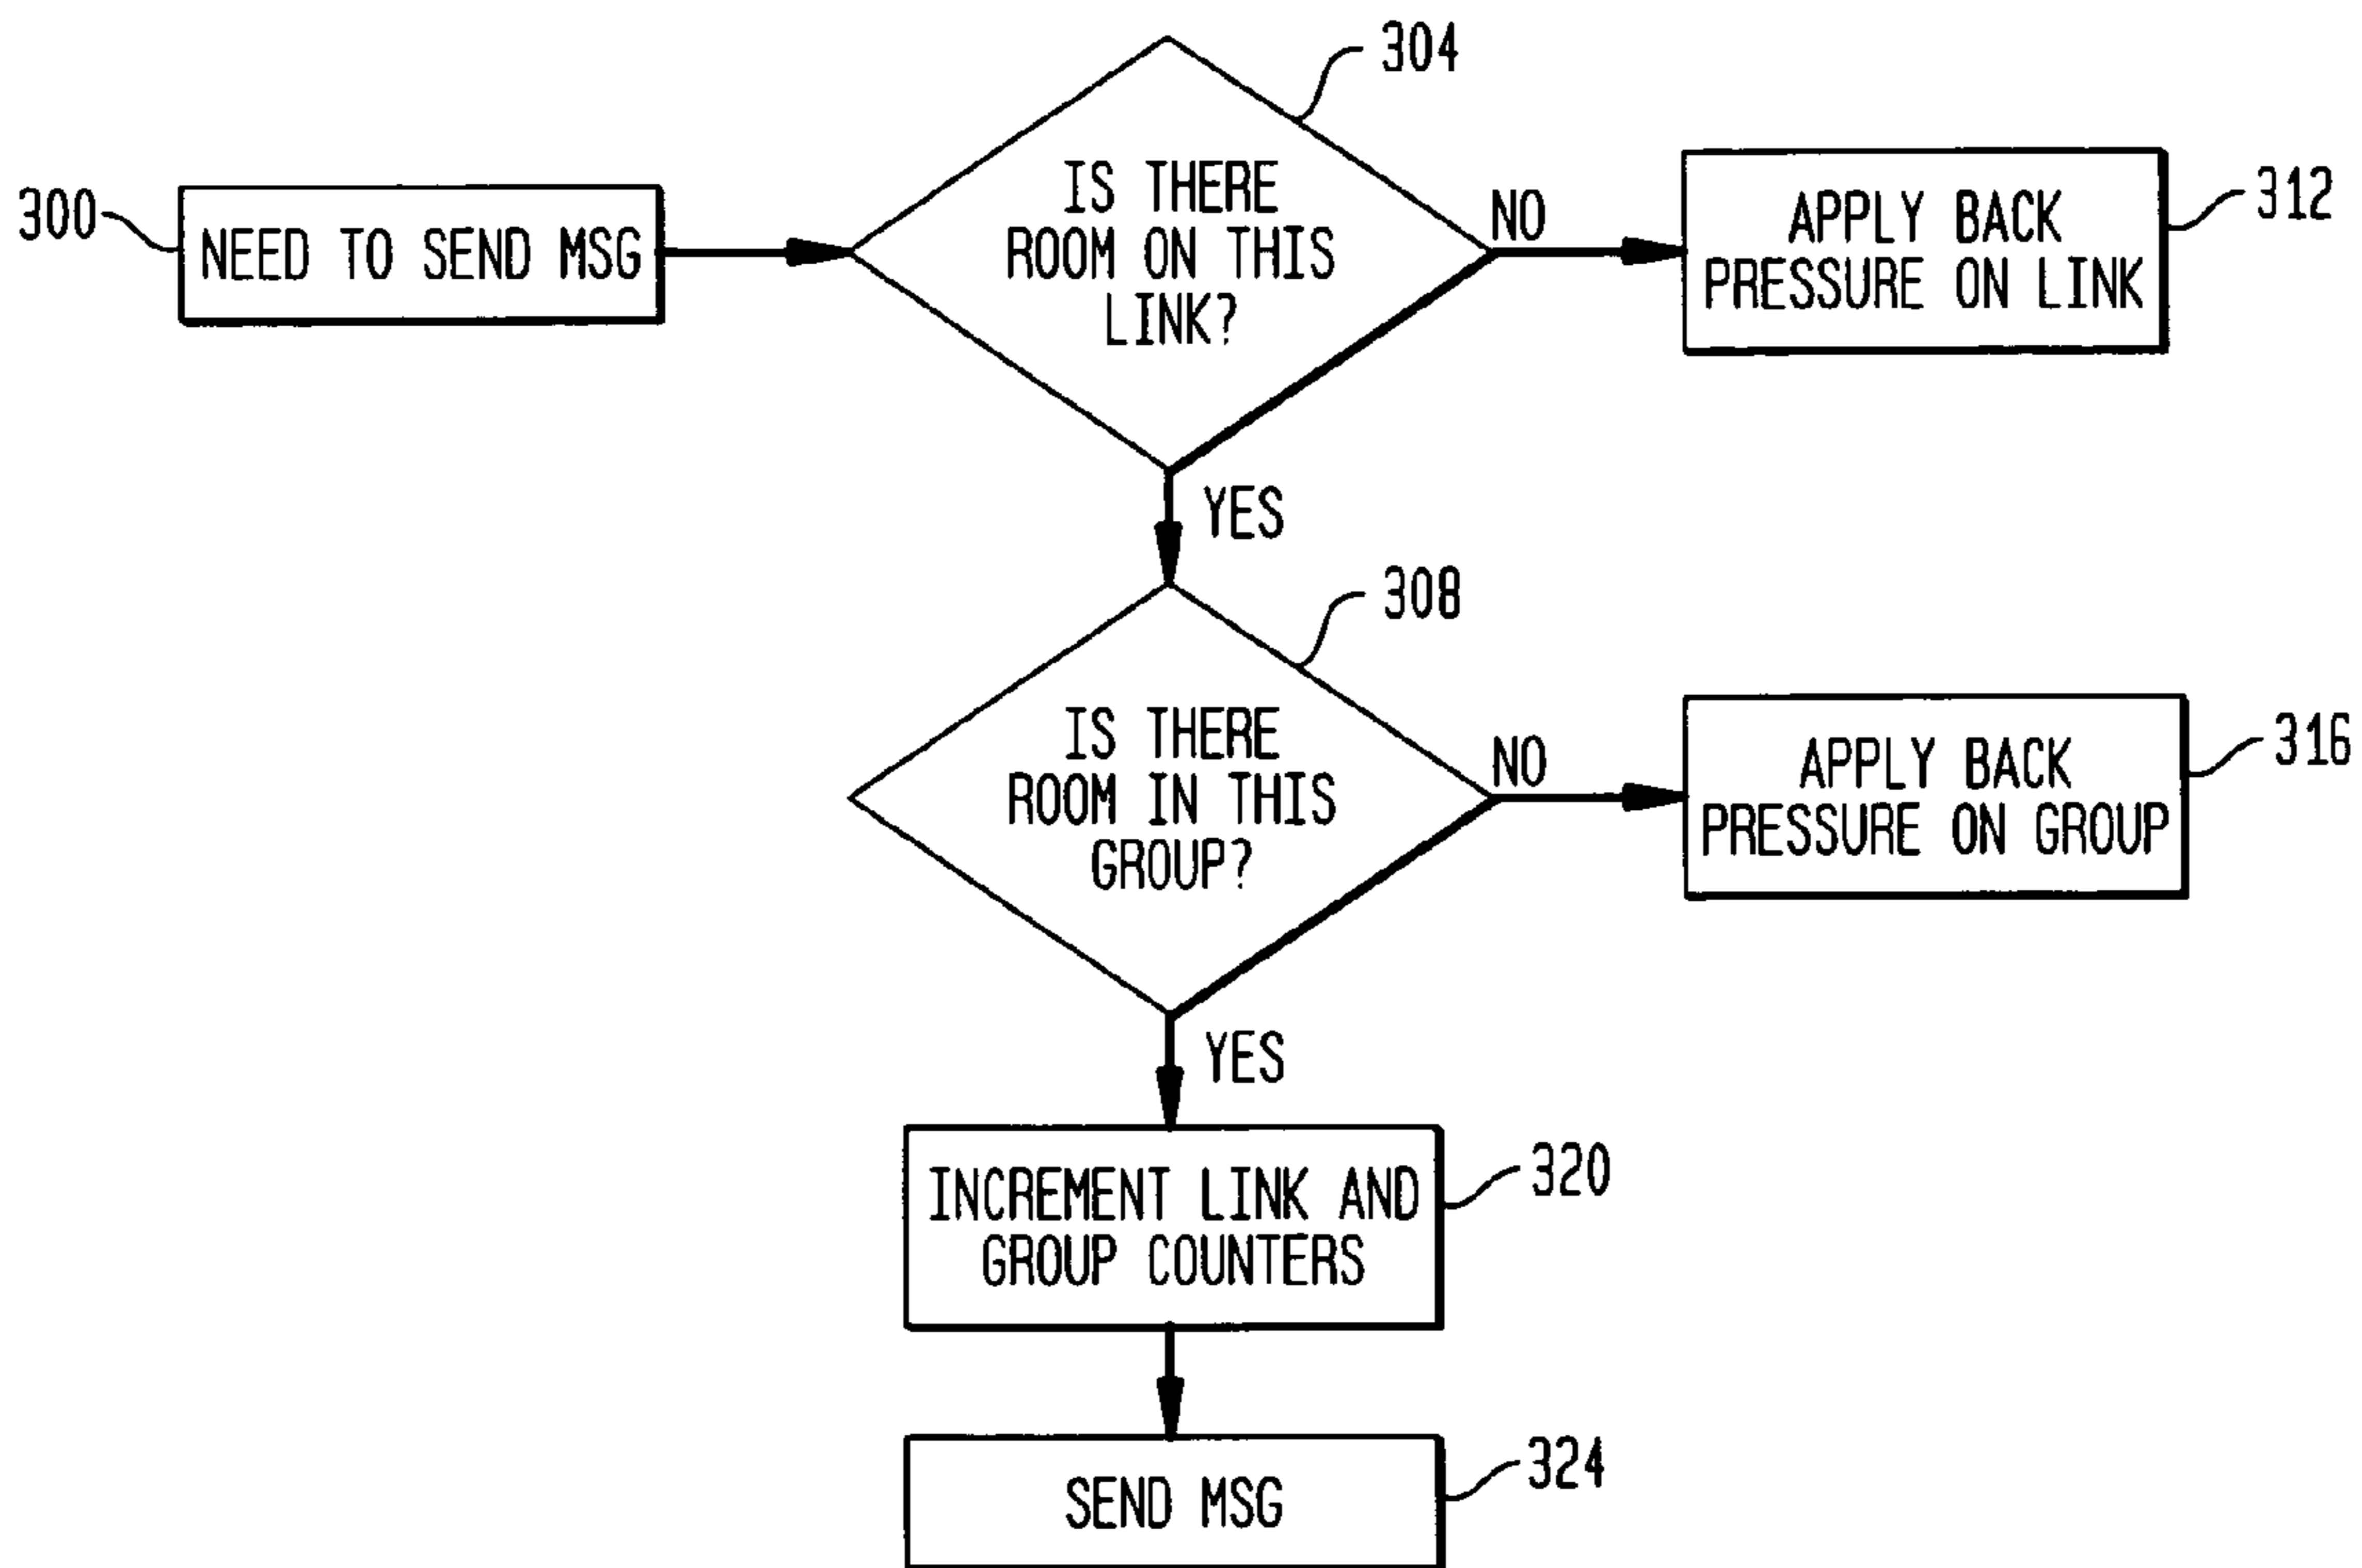 304
IS THERE
ROOM ON THIS
LINK?
300
NEED TO SEND MSG
NO
APPLY BACK
PRESSURE ON LINK
312
YES
308
IS THERE
ROOM IN THIS
GROUP?
NO
APPLY BACK
PRESSURE ON GROUP
316
YES
INCREMENT LINK AND
GROUP COUNTERS
320
SEND MSG
324